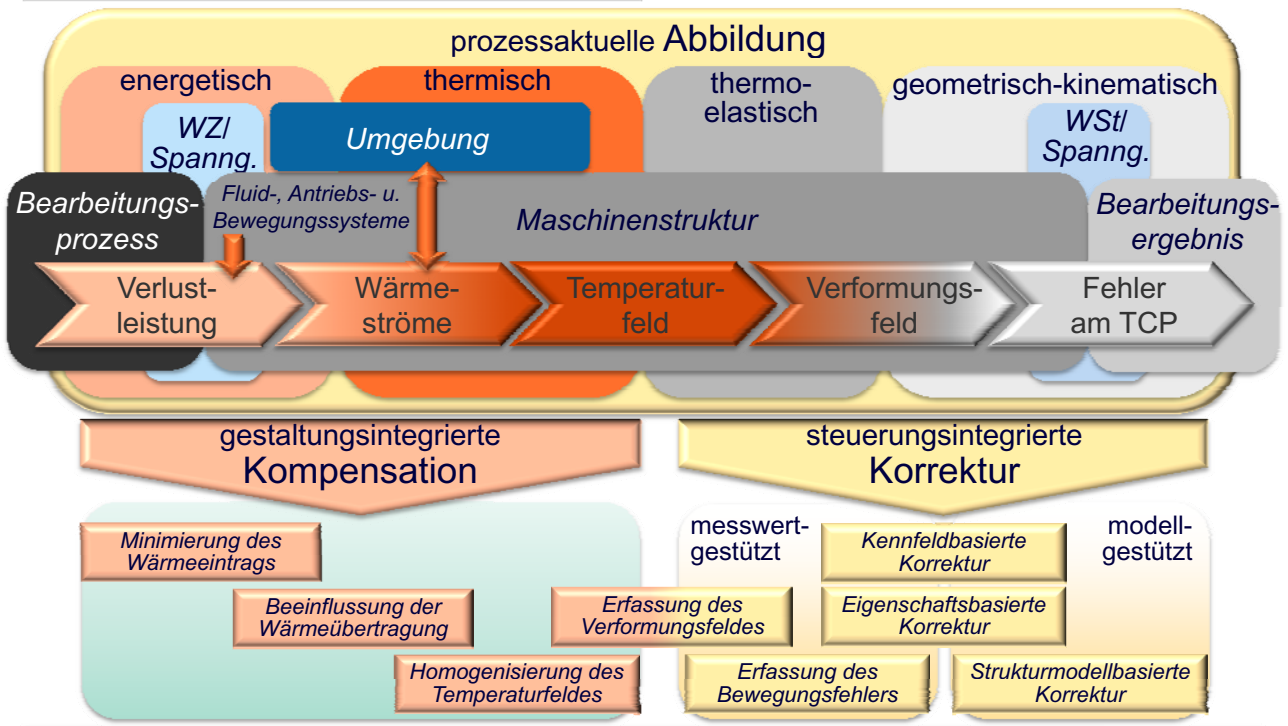 prozessaktuelle Abbildung
energetisch
thermisch
thermo-
elastisch
geometrisch-kinematisch
WZ/
Spanng.
Umgebung
WSt/
Spanng.
Bearbeitungs-
prozess
Fluid-, Antriebs- u.
Bewegungssysteme
Maschinenstruktur
Bearbeitungs-
ergebnis
Verlust-
leistung
Wärme-
ströme
Temperatur-
feld
Verformungs-
feld
Fehler
am TCP
gestaltungsintegrierte
Kompensation
steuerungsintegrierte
Korrektur
Minimierung des
Wärmeeintrags
Beeinflussung der
Wärmeübertragung
Homogenisierung des
Temperaturfeldes
Erfassung des
Verformungsfeldes
messwert-
gestützt
Kennfeldbasierte
Korrektur
modell-
gestützt
Eigenschaftsbasierte
Korrektur
Erfassung des
Bewegungsfehlers
Strukturmodellbasierte
Korrektur